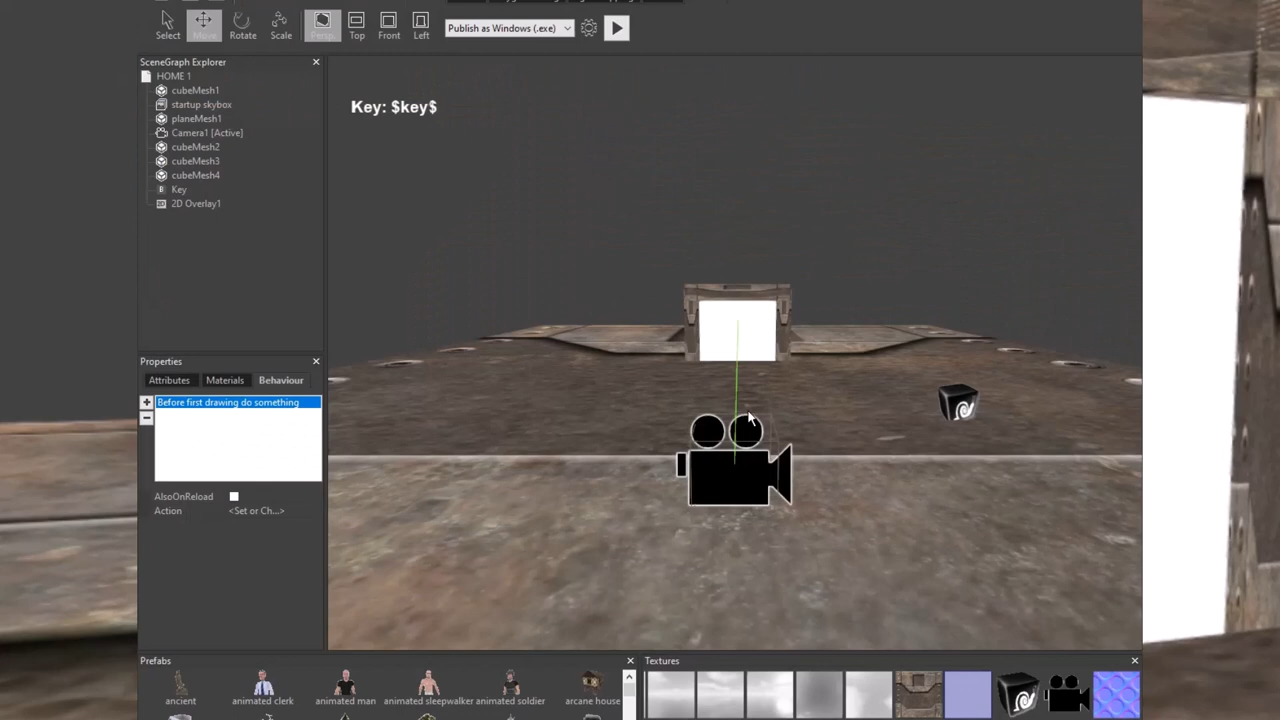 Select
Move
Rotate
Scale
Persp.
Top
Front
Left
Publish as Windows (.exe)
SceneGraph Explorer
HOME 1
cubeMesh1
startup skybox
planeMesh1
Camera1 [Active]
cubeMesh2
cubeMesh3
cubeMesh4
Key
2D Overlay1
Key: $key$
Properties
Attributes
Materials
Behaviour
Before first drawing do something
AlsoOnReload
Action
<Set or Ch...>
Prefabs
ancient
animated clerk
animated man
animated sleepwalker
animated soldier
arcane house
Textures